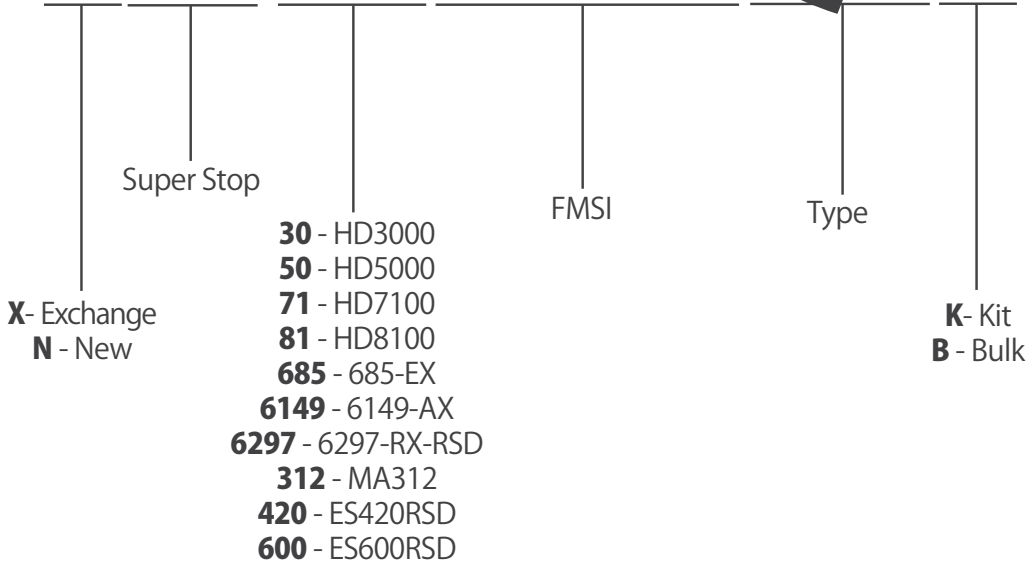 Super Stop
FMSI
Type
30 - HD3000
50 - HD5000
71 - HD7100
81 - HD8100
685 - 685-EX
6149 - 6149-AX
6297 - 6297-RX-RSD
312 - MA312
420 - ES420RSD
600 - ES600RSD
X- Exchange
N - New
K- Kit
B - Bulk